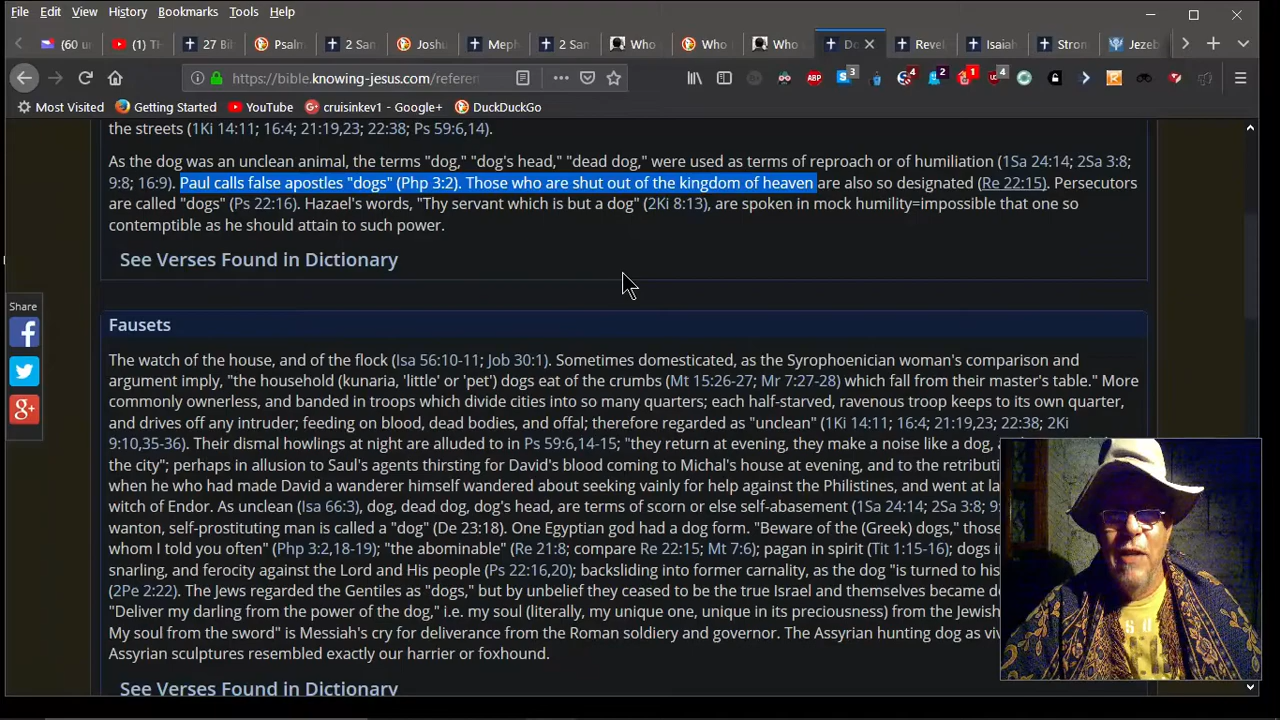 File Edit View History Bookmarks Tools Help
(60 u (1) Th 27 Bi Psalm 2 San Joshu Meph 2 San Who Who Who Do Revel Isaiah Stron Jezeb
https://bible.knowing-jesus.com/referen
Most Visited Getting Started YouTube cruisinkev1 - Google+ DuckDuckGo
the streets (1Ki 14:11; 16:4; 21:19,23; 22:38; Ps 59:6,14).
As the dog was an unclean animal, the terms "dog," "dog's head," "dead dog," were used as terms of reproach or of humiliation (1Sa 24:14; 2Sa 3:8;
9:8; 16:9). Paul calls false apostles "dogs" (Php 3:2). Those who are shut out of the kingdom of heaven are also so designated (Re 22:15). Persecutors
are called "dogs" (Ps 22:16). Hazael's words, "Thy servant which is but a dog" (2Ki 8:13), are spoken in mock humility=impossible that one so
contemptible as he should attain to such power.
See Verses Found in Dictionary
Share
Fausets
The watch of the house, and of the flock (Isa 56:10-11; Job 30:1). Sometimes domesticated, as the Syrophoenician woman's comparison and
argument imply, "the household (kunaria, 'little' or 'pet') dogs eat of the crumbs (Mt 15:26-27; Mr 7:27-28) which fall from their master's table." More
commonly ownerless, and banded in troops which divide cities into so many quarters; each half-starved, ravenous troop keeps to its own quarter,
and drives off any intruder; feeding on blood, dead bodies, and offal; therefore regarded as "unclean" (1Ki 14:11; 16:4; 21:19,23; 22:38; 2Ki
9:10,35-36). Their dismal howlings at night are alluded to in Ps 59:6,14-15; "they return at evening, they make a noise like a dog, a
the city"; perhaps in allusion to Saul's agents thirsting for David's blood coming to Michal's house at evening, and to the retributi
when he who had made David a wanderer himself wandered about seeking vainly for help against the Philistines, and went at la
witch of Endor. As unclean (Isa 66:3), dog, dead dog, dog's head, are terms of scorn or else self-abasement (1Sa 24:14; 2Sa 3:8; 9
wanton, self-prostituting man is called a "dog" (De 23:18). One Egyptian god had a dog form. "Beware of the (Greek) dogs," those
whom I told you often" (Php 3:2,18-19); "the abominable" (Re 21:8; compare Re 22:15; Mt 7:6); pagan in spirit (Tit 1:15-16); dogs in
snarling, and ferocity against the Lord and His people (Ps 22:16,20); backsliding into former carnality, as the dog "is turned to his
(2Pe 2:22). The Jews regarded the Gentiles as "dogs," but by unbelief they ceased to be the true Israel and themselves became d
"Deliver my darling from the power of the dog," i.e. my soul (literally, my unique one, unique in its preciousness) from the Jewish
My soul from the sword" is Messiah's cry for deliverance from the Roman soldiery and governor. The Assyrian hunting dog as viv
Assyrian sculptures resembled exactly our harrier or foxhound.
See Verses Found in Dictionary